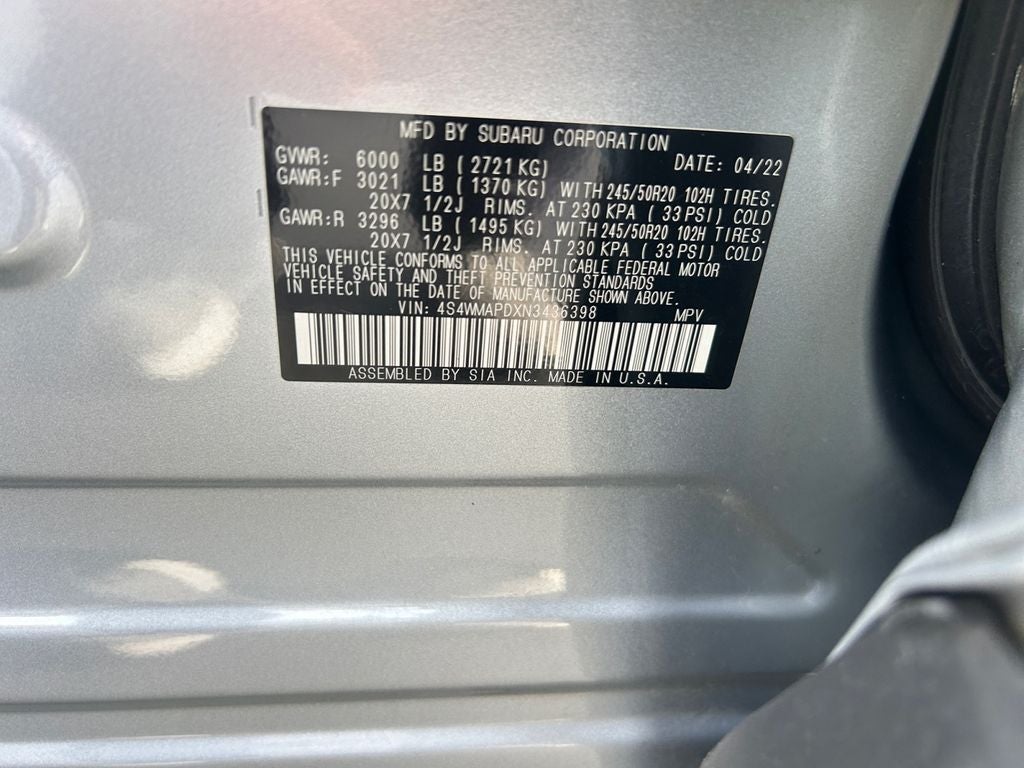 MFD BY SUBARU CORPORATION
GVWR: 6000 LB ( 2721 KG) DATE: 04/22
GAWR:F 3021 LB ( 1370 KG) WITH 245/50R20 102H TIRES.
20X7 1/2J RIMS. AT 230 KPA ( 33 PSI) COLD
GAWR:R 3296 LB ( 1495 KG) WITH 245/50R20 102H TIRES.
20X7 1/2J RIMS. AT 230 KPA ( 33 PSI) COLD
THIS VEHICLE CONFORMS TO ALL APPLICABLE FEDERAL MOTOR
VEHICLE SAFETY AND THEFT PREVENTION STANDARDS
IN EFFECT ON THE DATE OF MANUFACTURE SHOWN ABOVE.
VIN: 4S4WMAPDXN3436398 MPV
ASSEMBLED BY SIA INC. MADE IN U.S.A.